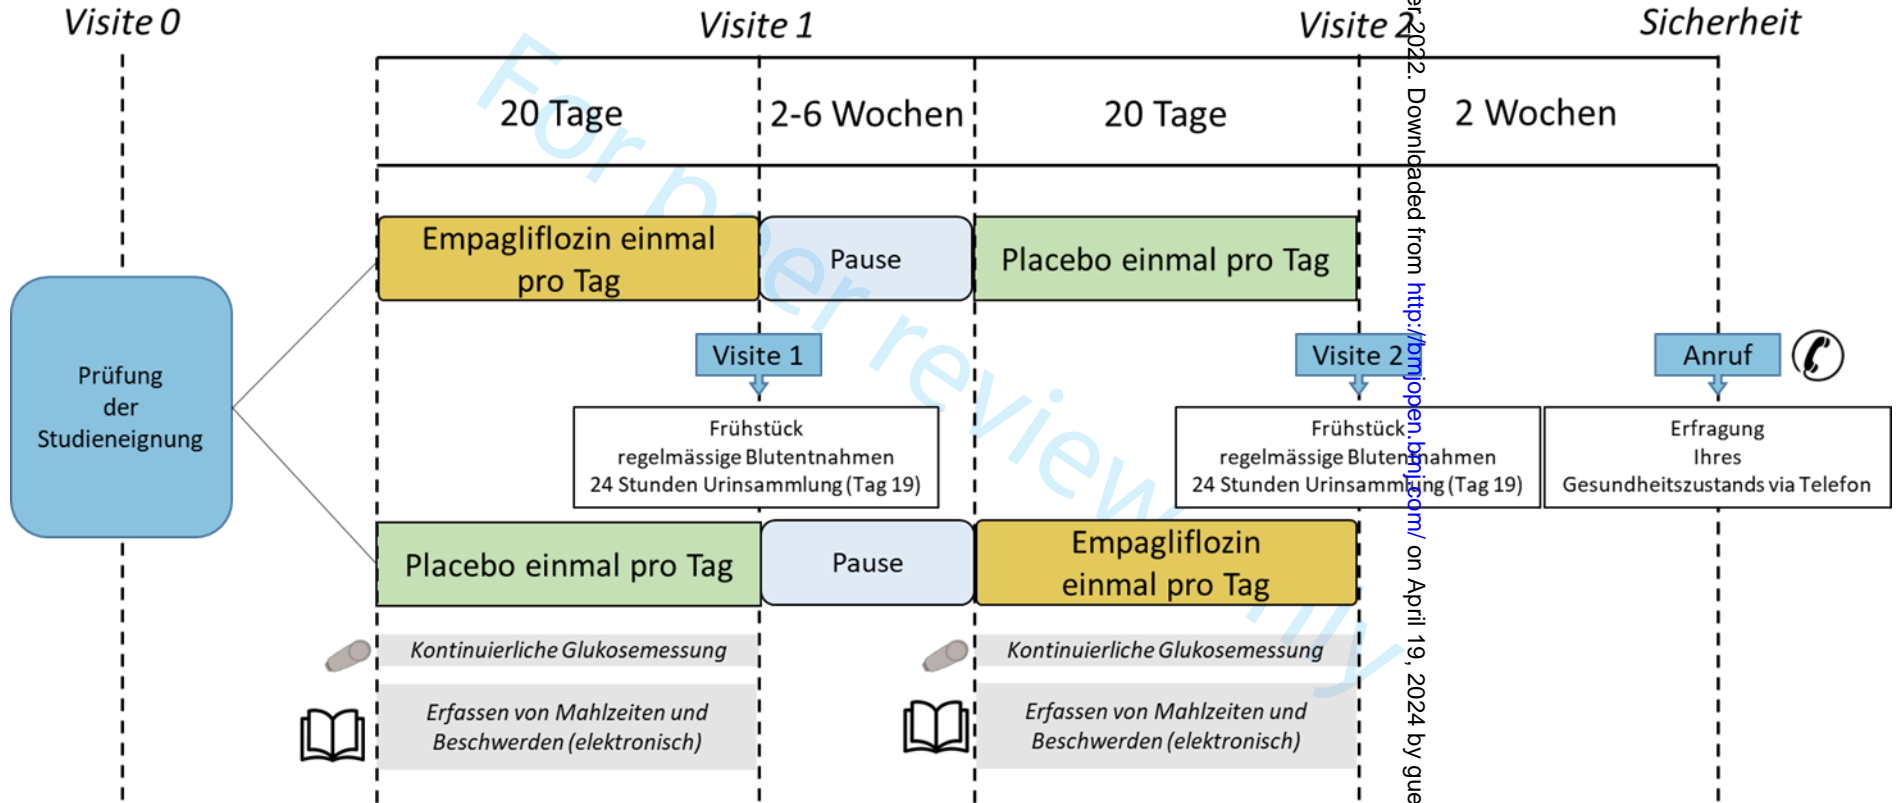 Visite 0
Visite 1
Visite 2
Sicherheit
20 Tage
2-6 Wochen
20 Tage
2 Wochen
Empagliflozin einmal
pro Tag
Pause
Placebo einmal pro Tag
Prüfung
der
Studieneignung
Visite 1
Visite 2
Anruf
Frühstück
regelmässige Blutentnahmen
24 Stunden Urinsammlung (Tag 19)
Frühstück
regelmässige Blutentnahmen
24 Stunden Urinsammlung (Tag 19)
Erfragung
Ihres
Gesundheitszustands via Telefon
Placebo einmal pro Tag
Pause
Empagliflozin
einmal pro Tag
Kontinuierliche Glukosemessung
Kontinuierliche Glukosemessung
Erfassen von Mahlzeiten und
Beschwerden (elektronisch)
Erfassen von Mahlzeiten und
Beschwerden (elektronisch)
For peer review only
2022. Downloaded from http://bmjopen.bmj.com/ on April 19, 2024 by